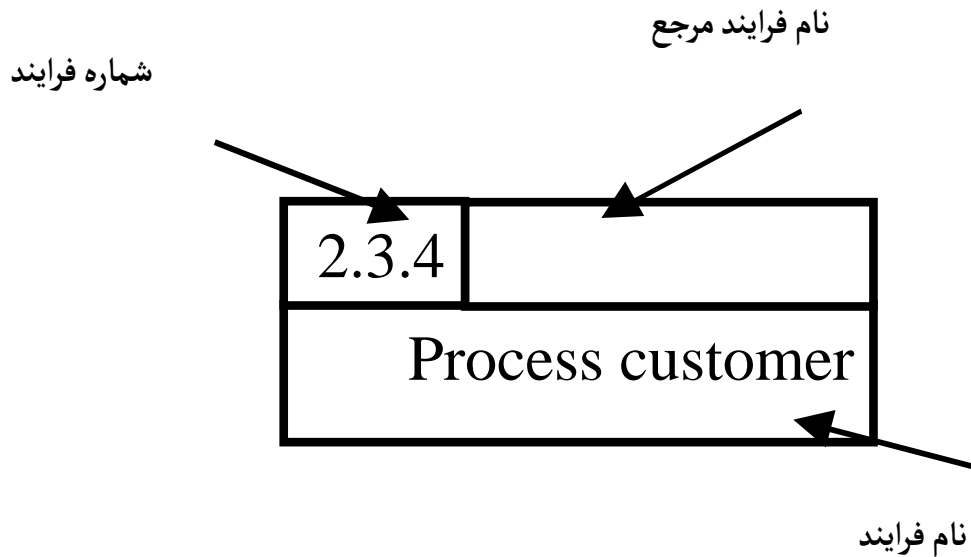 نام فرایند مرجع
شماره فرایند
2.3.4
Process customer
نام فرایند